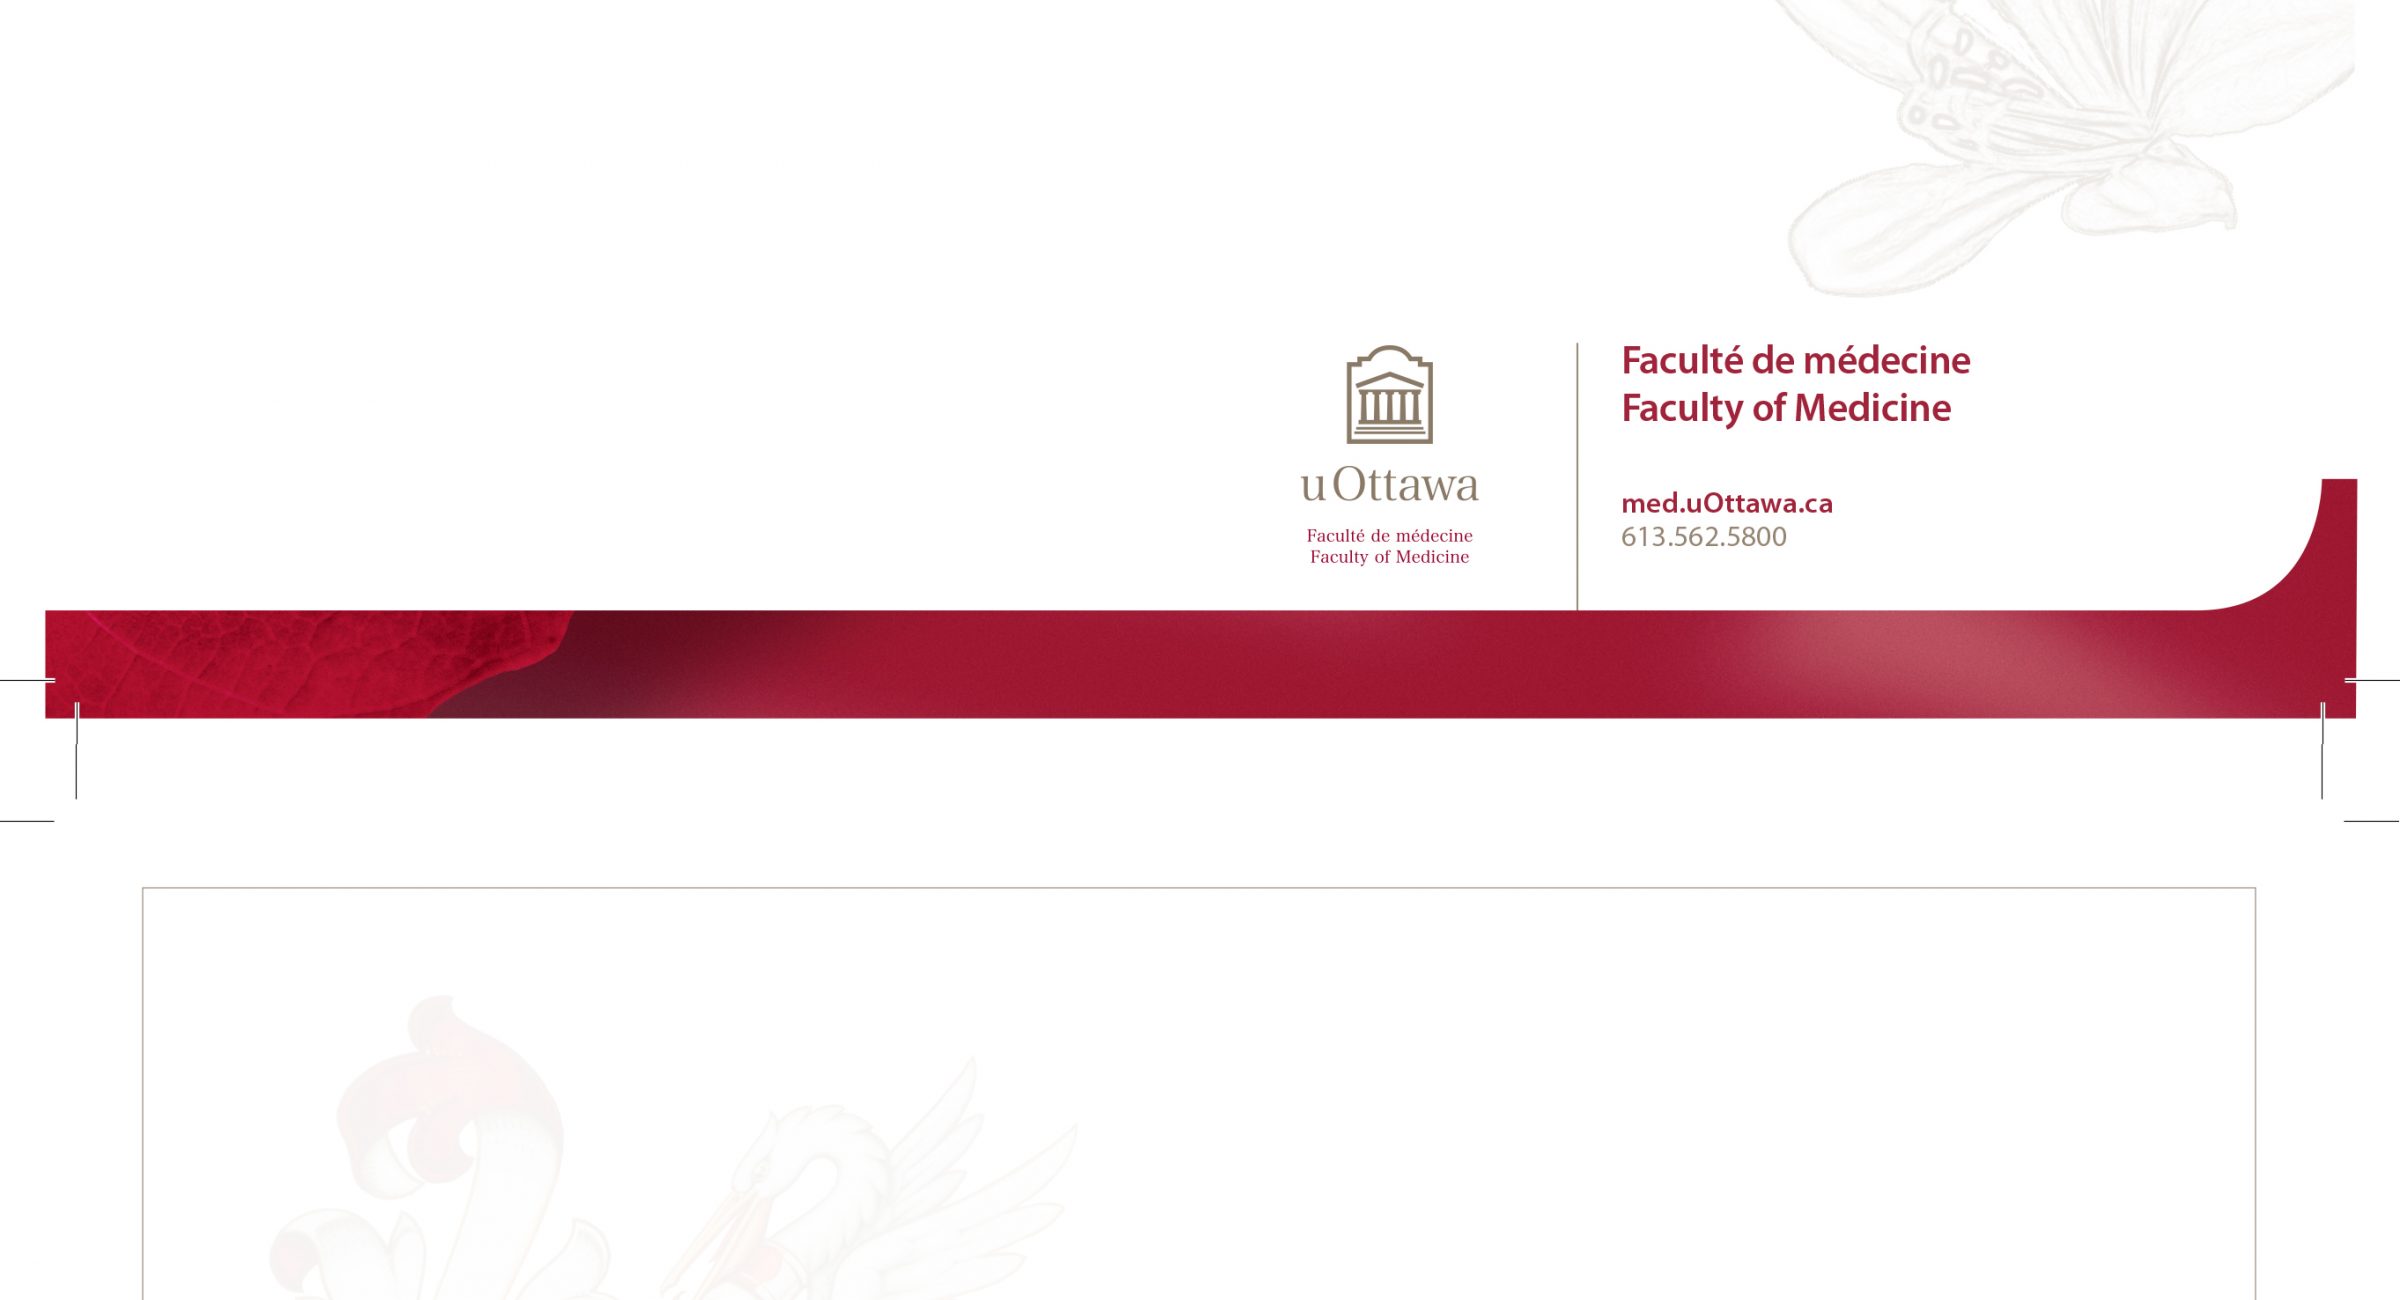 uOttawa
Faculté de médecine
Faculty of Medicine
Faculté de médecine
Faculty of Medicine
med.uOttawa.ca
613.562.5800